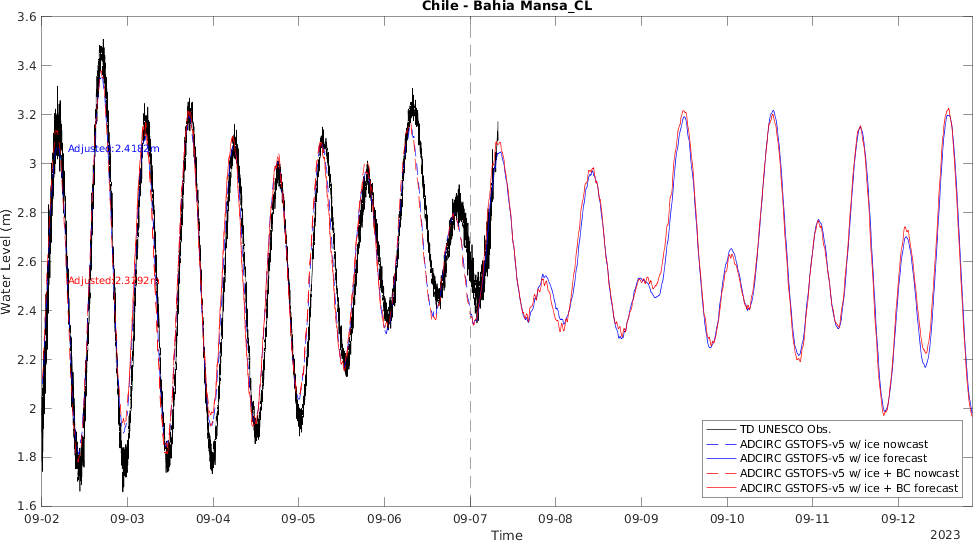 Chile - Bahia Mansa_CL
3.6
3.4
3.2
3
2.8
2.6
2.4
2.2
2
1.8
1.6
Water Level (m)
Adjusted:2.4182m
Adjusted:2.3292m
TD UNESCO Obs.
ADCIRC GSTOFS-v5 w/ ice nowcast
ADCIRC GSTOFS-v5 w/ ice forecast
ADCIRC GSTOFS-v5 w/ ice + BC nowcast
ADCIRC GSTOFS-v5 w/ ice + BC forecast
09-02 09-03 09-04 09-05 09-06 09-07 09-08 09-09 09-10 09-11 09-12
Time
2023